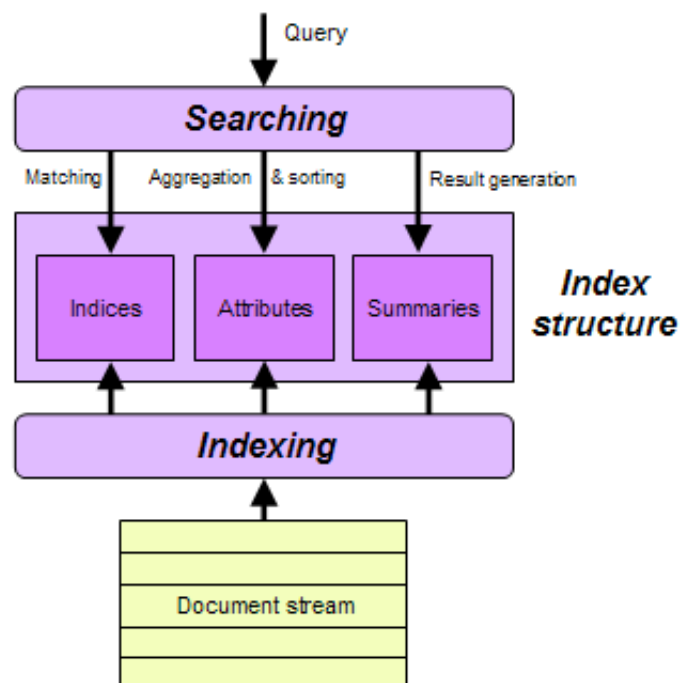 Query
Searching
Matching
Aggregation & sorting
Result generation
Indices
Attributes
Summaries
Index
structure
Indexing
Document stream